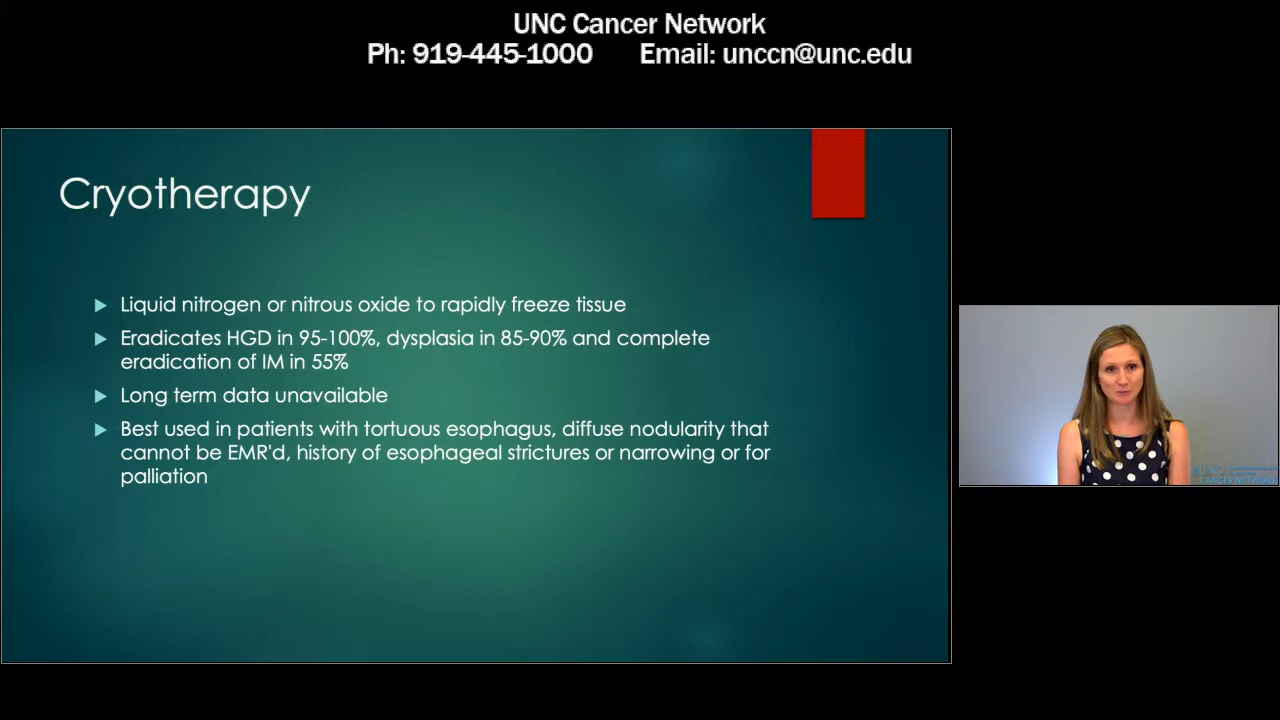 UNC Cancer Network
Ph: 919-445-1000 Email: unccn@unc.edu
Cryotherapy
Liquid nitrogen or nitrous oxide to rapidly freeze tissue
Eradicates HGD in 95-100%, dysplasia in 85-90% and complete
eradication of IM in 55%
Long term data unavailable
Best used in patients with tortuous esophagus, diffuse nodularity that
cannot be EMR'd, history of esophageal strictures or narrowing or for
palliation
UNC
CANCER NETWORK